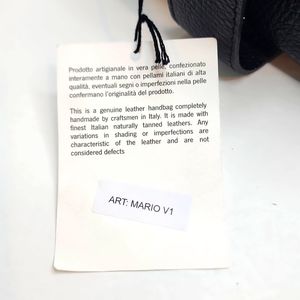 Prodotto artigianale in vera pelle, confezionato
interamente a mano con pellami italiani di alta
qualità, eventuali segni o imperfezioni nella pelle
confermano l'originalità del prodotto.
This is a genuine leather handbag completely
handmade by craftsmen in Italy. It is made with
finest Italian naturally tanned leathers. Any
variations in shading or imperfections are
characteristic of the leather and are not
considered defects
ART: MARIO V1